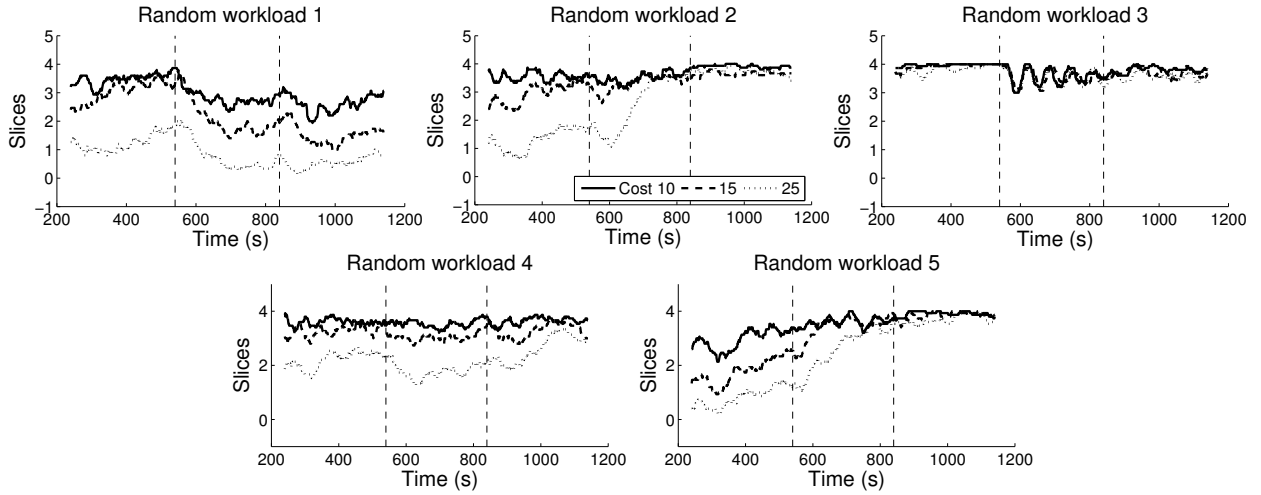 Random workload 1
5
4
3
2
1
0
−1
Slices
200 400 600 800 1000 1200
Time (s)
Random workload 2
5
4
3
2
1
0
−1
Slices
Cost 10 15 25
200 400 600 800 1000 1200
Time (s)
Random workload 3
5
4
3
2
1
0
−1
Slices
200 400 600 800 1000 1200
Time (s)
Random workload 4
4
2
0
Slices
200 400 600 800 1000 1200
Time (s)
Random workload 5
4
2
0
Slices
200 400 600 800 1000 1200
Time (s)